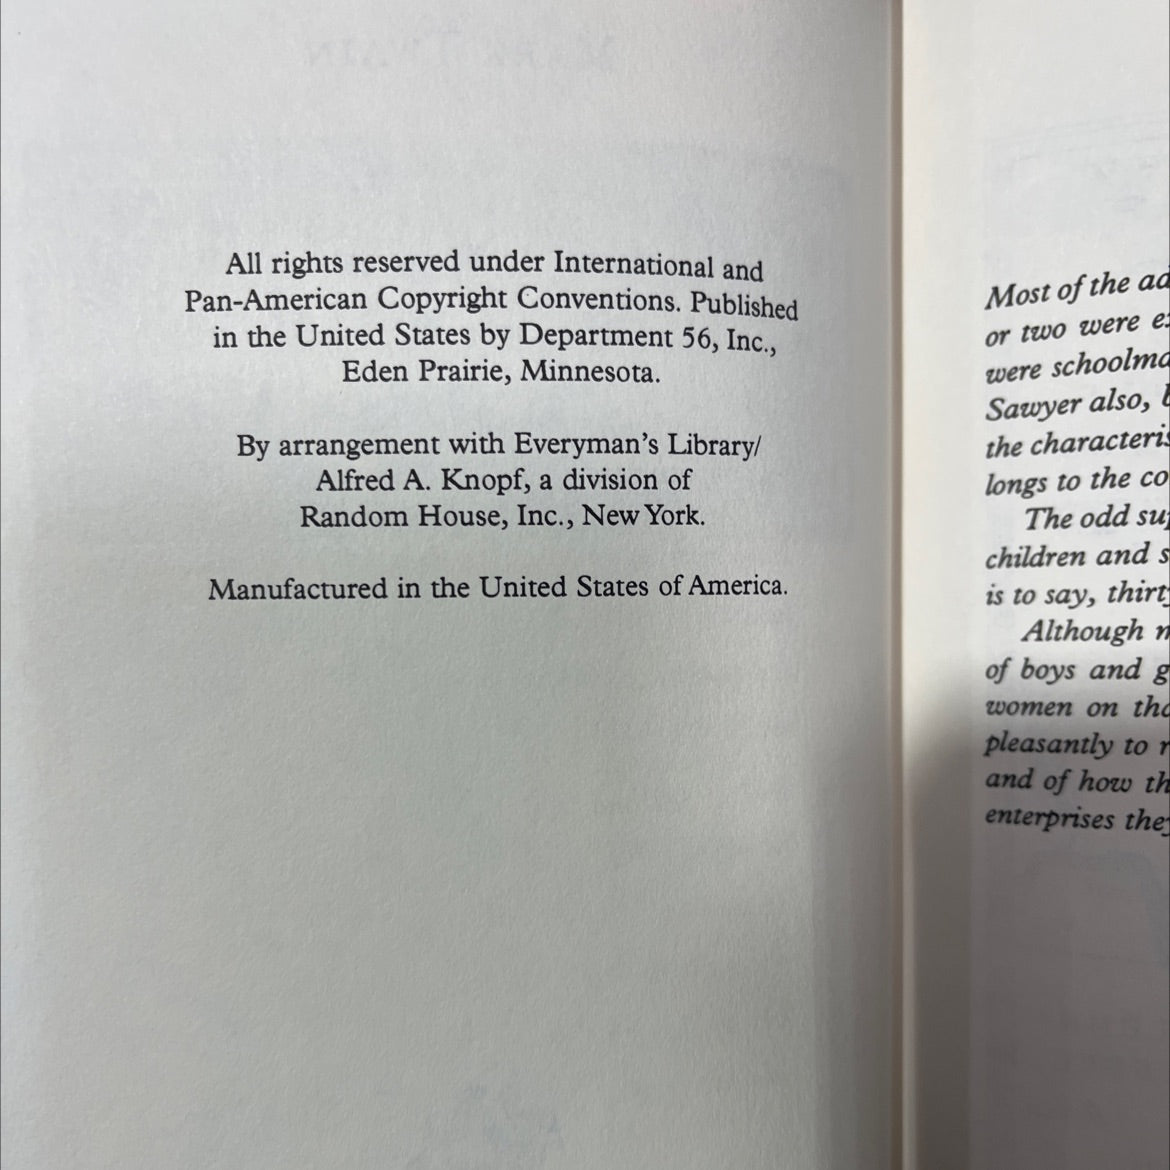 All rights reserved under International and
Pan-American Copyright Conventions. Published
in the United States by Department 56, Inc.,
Eden Prairie, Minnesota.
By arrangement with Everyman's Library/
Alfred A. Knopf, a division of
Random House, Inc., New York.
Manufactured in the United States of America.
Most of the
or two were
were
Sawyer also,
the
longs to the
The odd
children and
is to say,
Although
of boys and
women on
pleasantly to
and of how
enterprises